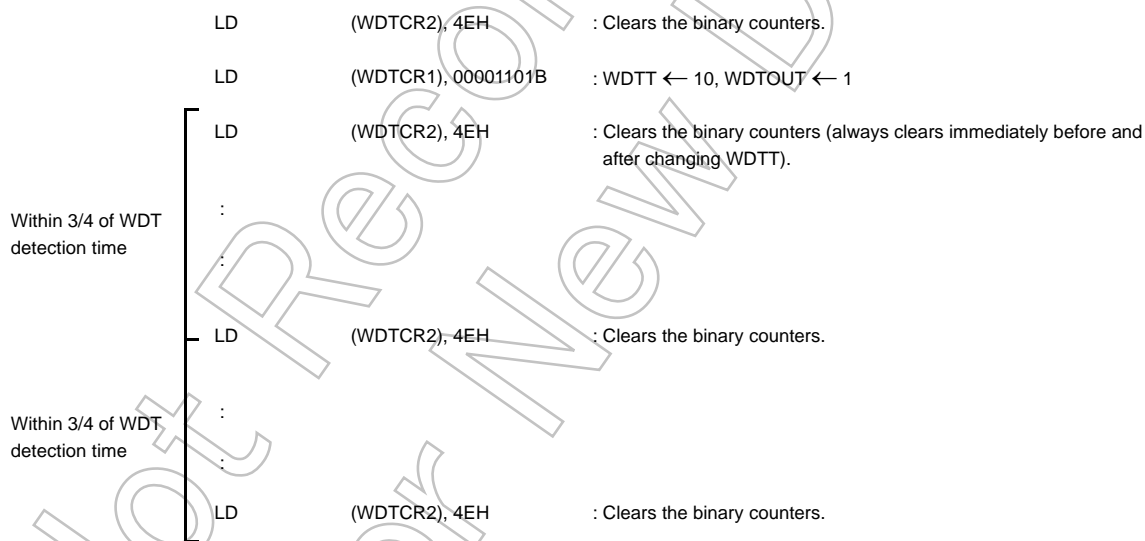 LD (WDTCR2), 4EH : Clears the binary counters.
LD (WDTCR1), 00001101B : WDTT ← 10, WDTOUT ← 1
LD (WDTCR2), 4EH : Clears the binary counters (always clears immediately before and
after changing WDTT).
Within 3/4 of WDT :
detection time :
LD (WDTCR2), 4EH : Clears the binary counters.
Within 3/4 of WDT :
detection time :
LD (WDTCR2), 4EH : Clears the binary counters.